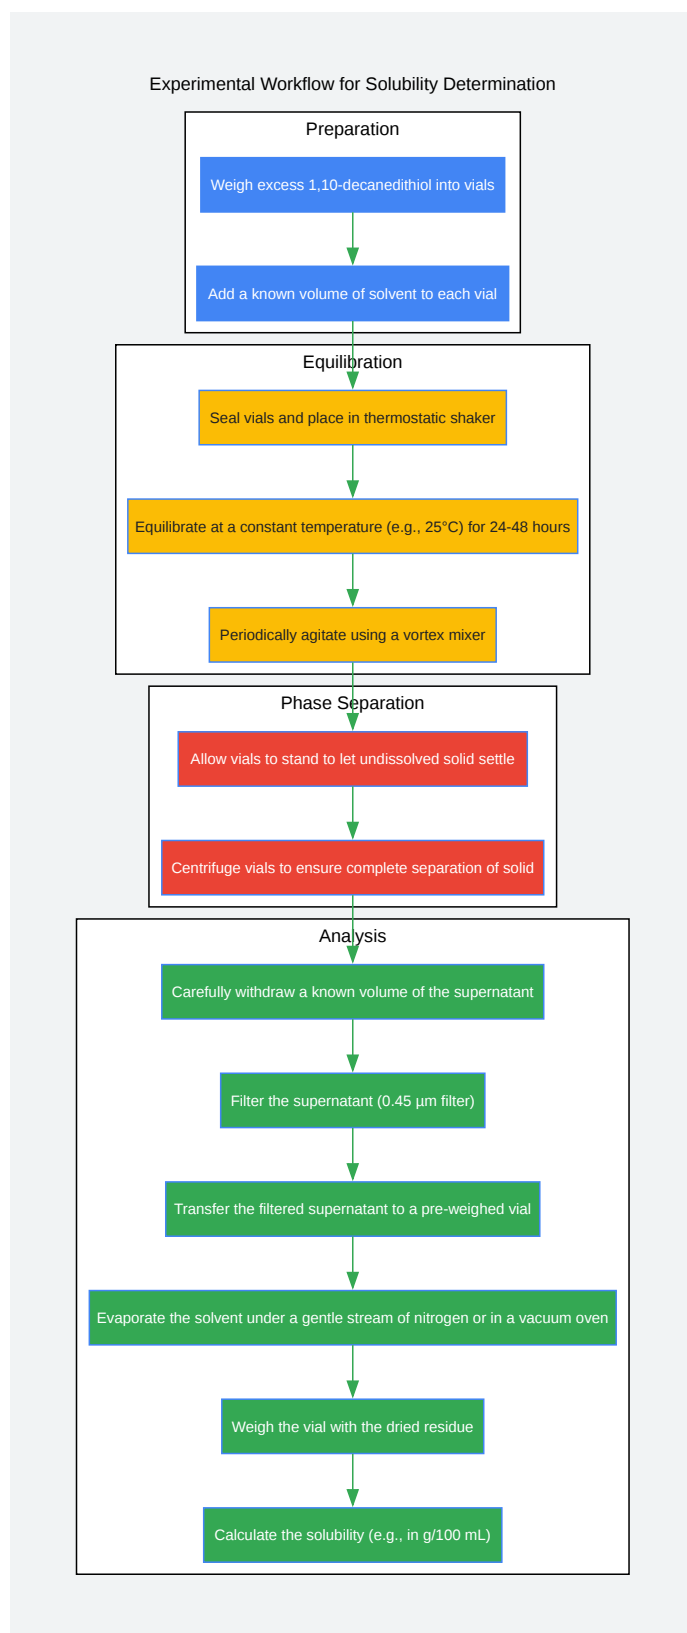 Experimental Workflow for Solubility Determination
Preparation
Weigh excess 1,10-decanedithiol into vials
Add a known volume of solvent to each vial
Equilibration
Seal vials and place in thermostatic shaker
Equilibrate at a constant temperature (e.g., 25°C) for 24-48 hours
Periodically agitate using a vortex mixer
Phase Separation
Allow vials to stand to let undissolved solid settle
Centrifuge vials to ensure complete separation of solid
Analysis
Carefully withdraw a known volume of the supernatant
Filter the supernatant (0.45 µm filter)
Transfer the filtered supernatant to a pre-weighed vial
Evaporate the solvent under a gentle stream of nitrogen or in a vacuum oven
Weigh the vial with the dried residue
Calculate the solubility (e.g., in g/100 mL)